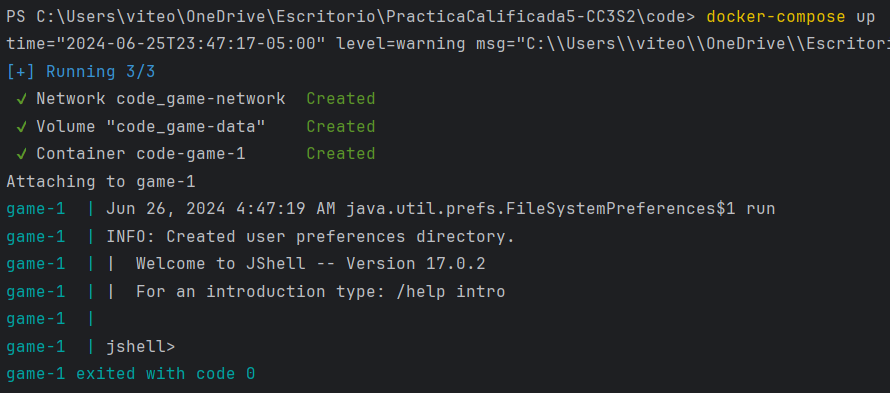 PS C:\Users\viteo\OneDrive\Escritorio\PracticaCalificada5-CC3S2\code> docker-compose up
time="2024-06-25T23:47:17-05:00" level=warning msg="C:\\Users\\viteo\\OneDrive\\Escritori
[+] Running 3/3
✓ Network code_game-network Created
✓ Volume "code_game-data" Created
✓ Container code-game-1 Created
Attaching to game-1
game-1 | Jun 26, 2024 4:47:19 AM java.util.prefs.FileSystemPreferences$1 run
game-1 | INFO: Created user preferences directory.
game-1 | | Welcome to JShell -- Version 17.0.2
game-1 | | For an introduction type: /help intro
game-1 |
game-1 | jshell>
game-1 exited with code 0